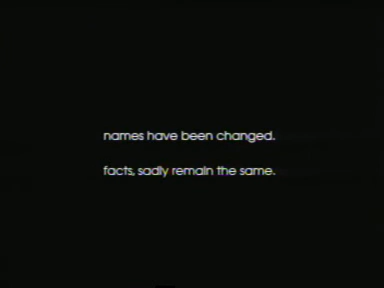 names have been changed.
facts, sadly remain the same.